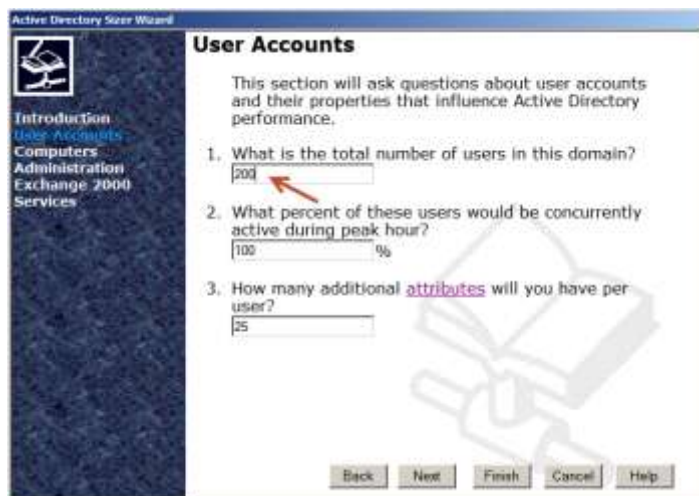 Active Directory Sizer Wizard
Introduction
User Accounts
Computers
Administration
Exchange 2000
Services
User Accounts
This section will ask questions about user accounts
and their properties that influence Active Directory
performance.
1. What is the total number of users in this domain?
200
2. What percent of these users would be concurrently
active during peak hour?
100 %
3. How many additional attributes will you have per
user?
25
Back Next Finish Cancel Help